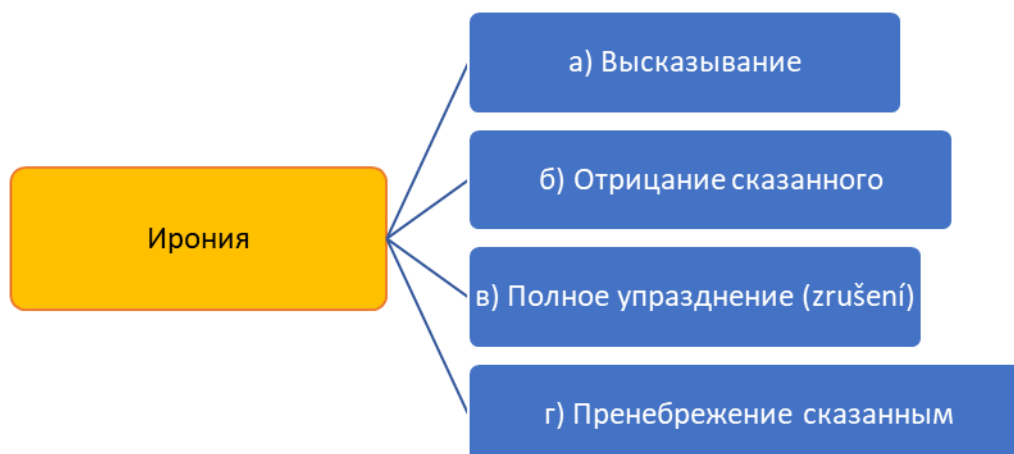 а) Высказывание
б) Отрицание сказанного
Ирония
в) Полное упразднение (zrušení)
г) Пренебрежение сказанным